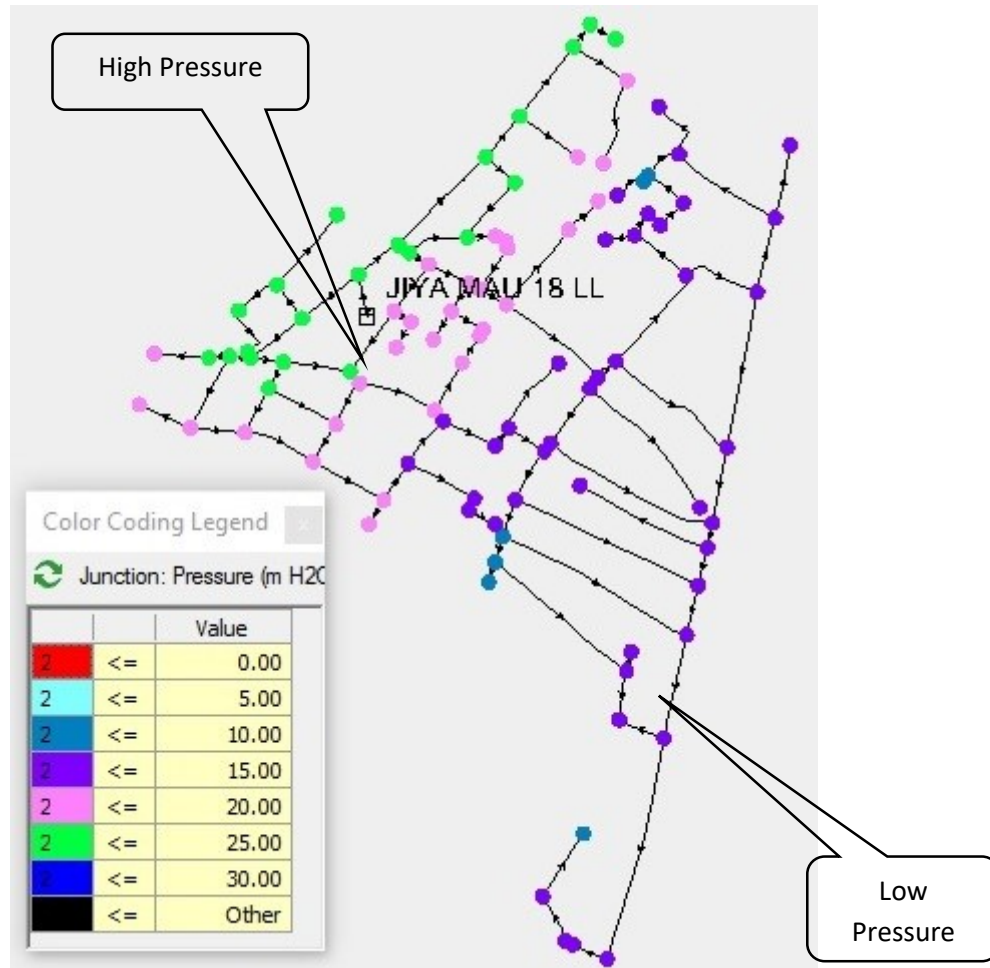 High Pressure
JIYA MAU 18 LL
Color Coding Legend
x
Junction: Pressure (m H2O
Value
2 <= 0.00
2 <= 5.00
2 <= 10.00
2 <= 15.00
2 <= 20.00
2 <= 25.00
2 <= 30.00
<= Other
Low
Pressure